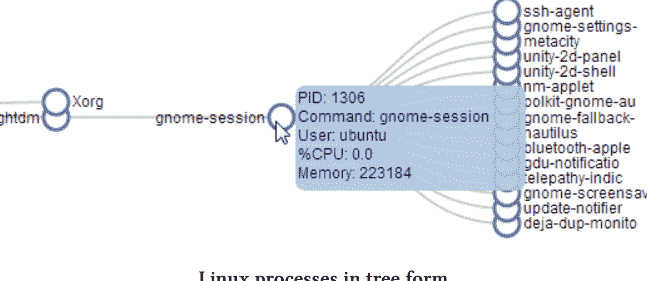 ssh-agent
gnome-settings-
metacity
unity-2d-panel
unity-2d-shell
nm-applet
polkit-gnome-au
gnome-fallback-
nautilus
bluetooth-apple
gdu-notificatio
telepathy-indic
gnome-screensav
update-notifier
deja-dup-monito
Xorg
ghtdm
gnome-session
PID: 1306
Command: gnome-session
User: ubuntu
%CPU: 0.0
Memory: 223184
Linux processes in tree form